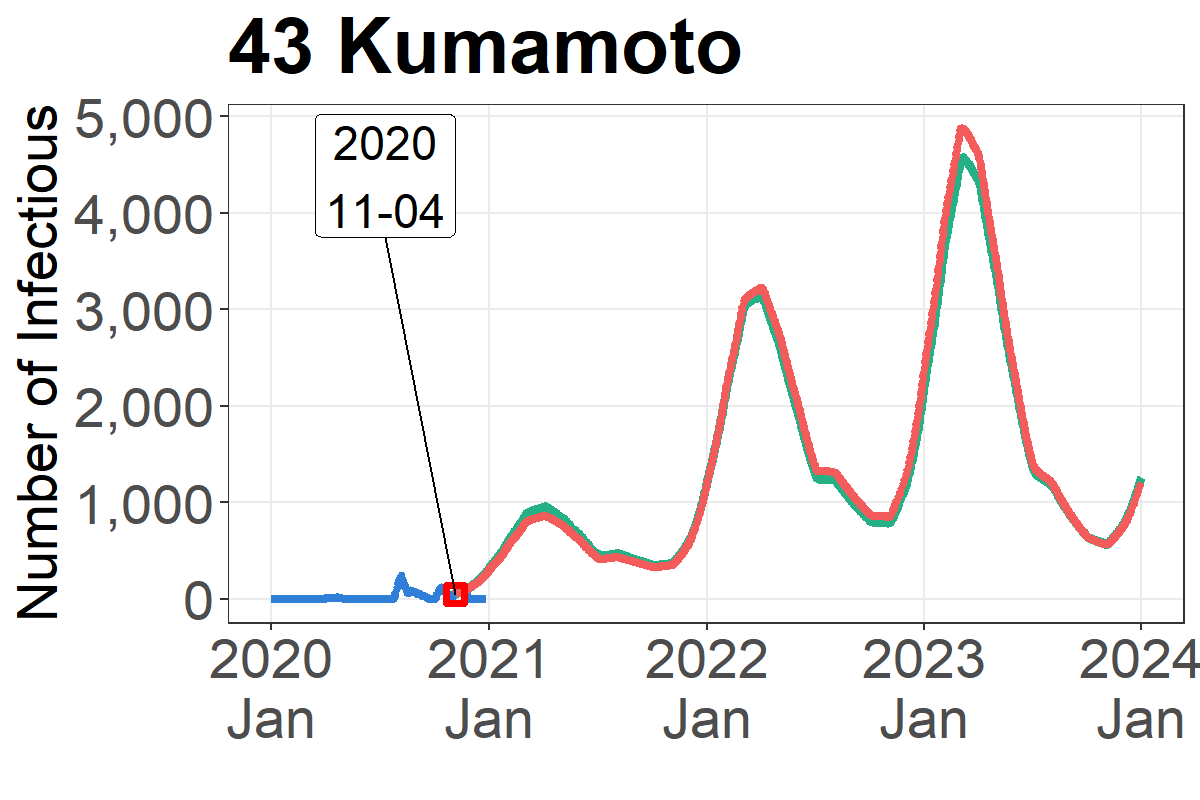 43 Kumamoto
Number of Infectious
5,000
4,000
3,000
2,000
1,000
0
2020
11-04
2020
Jan
2021
Jan
2022
Jan
2023
Jan
2024
Jan